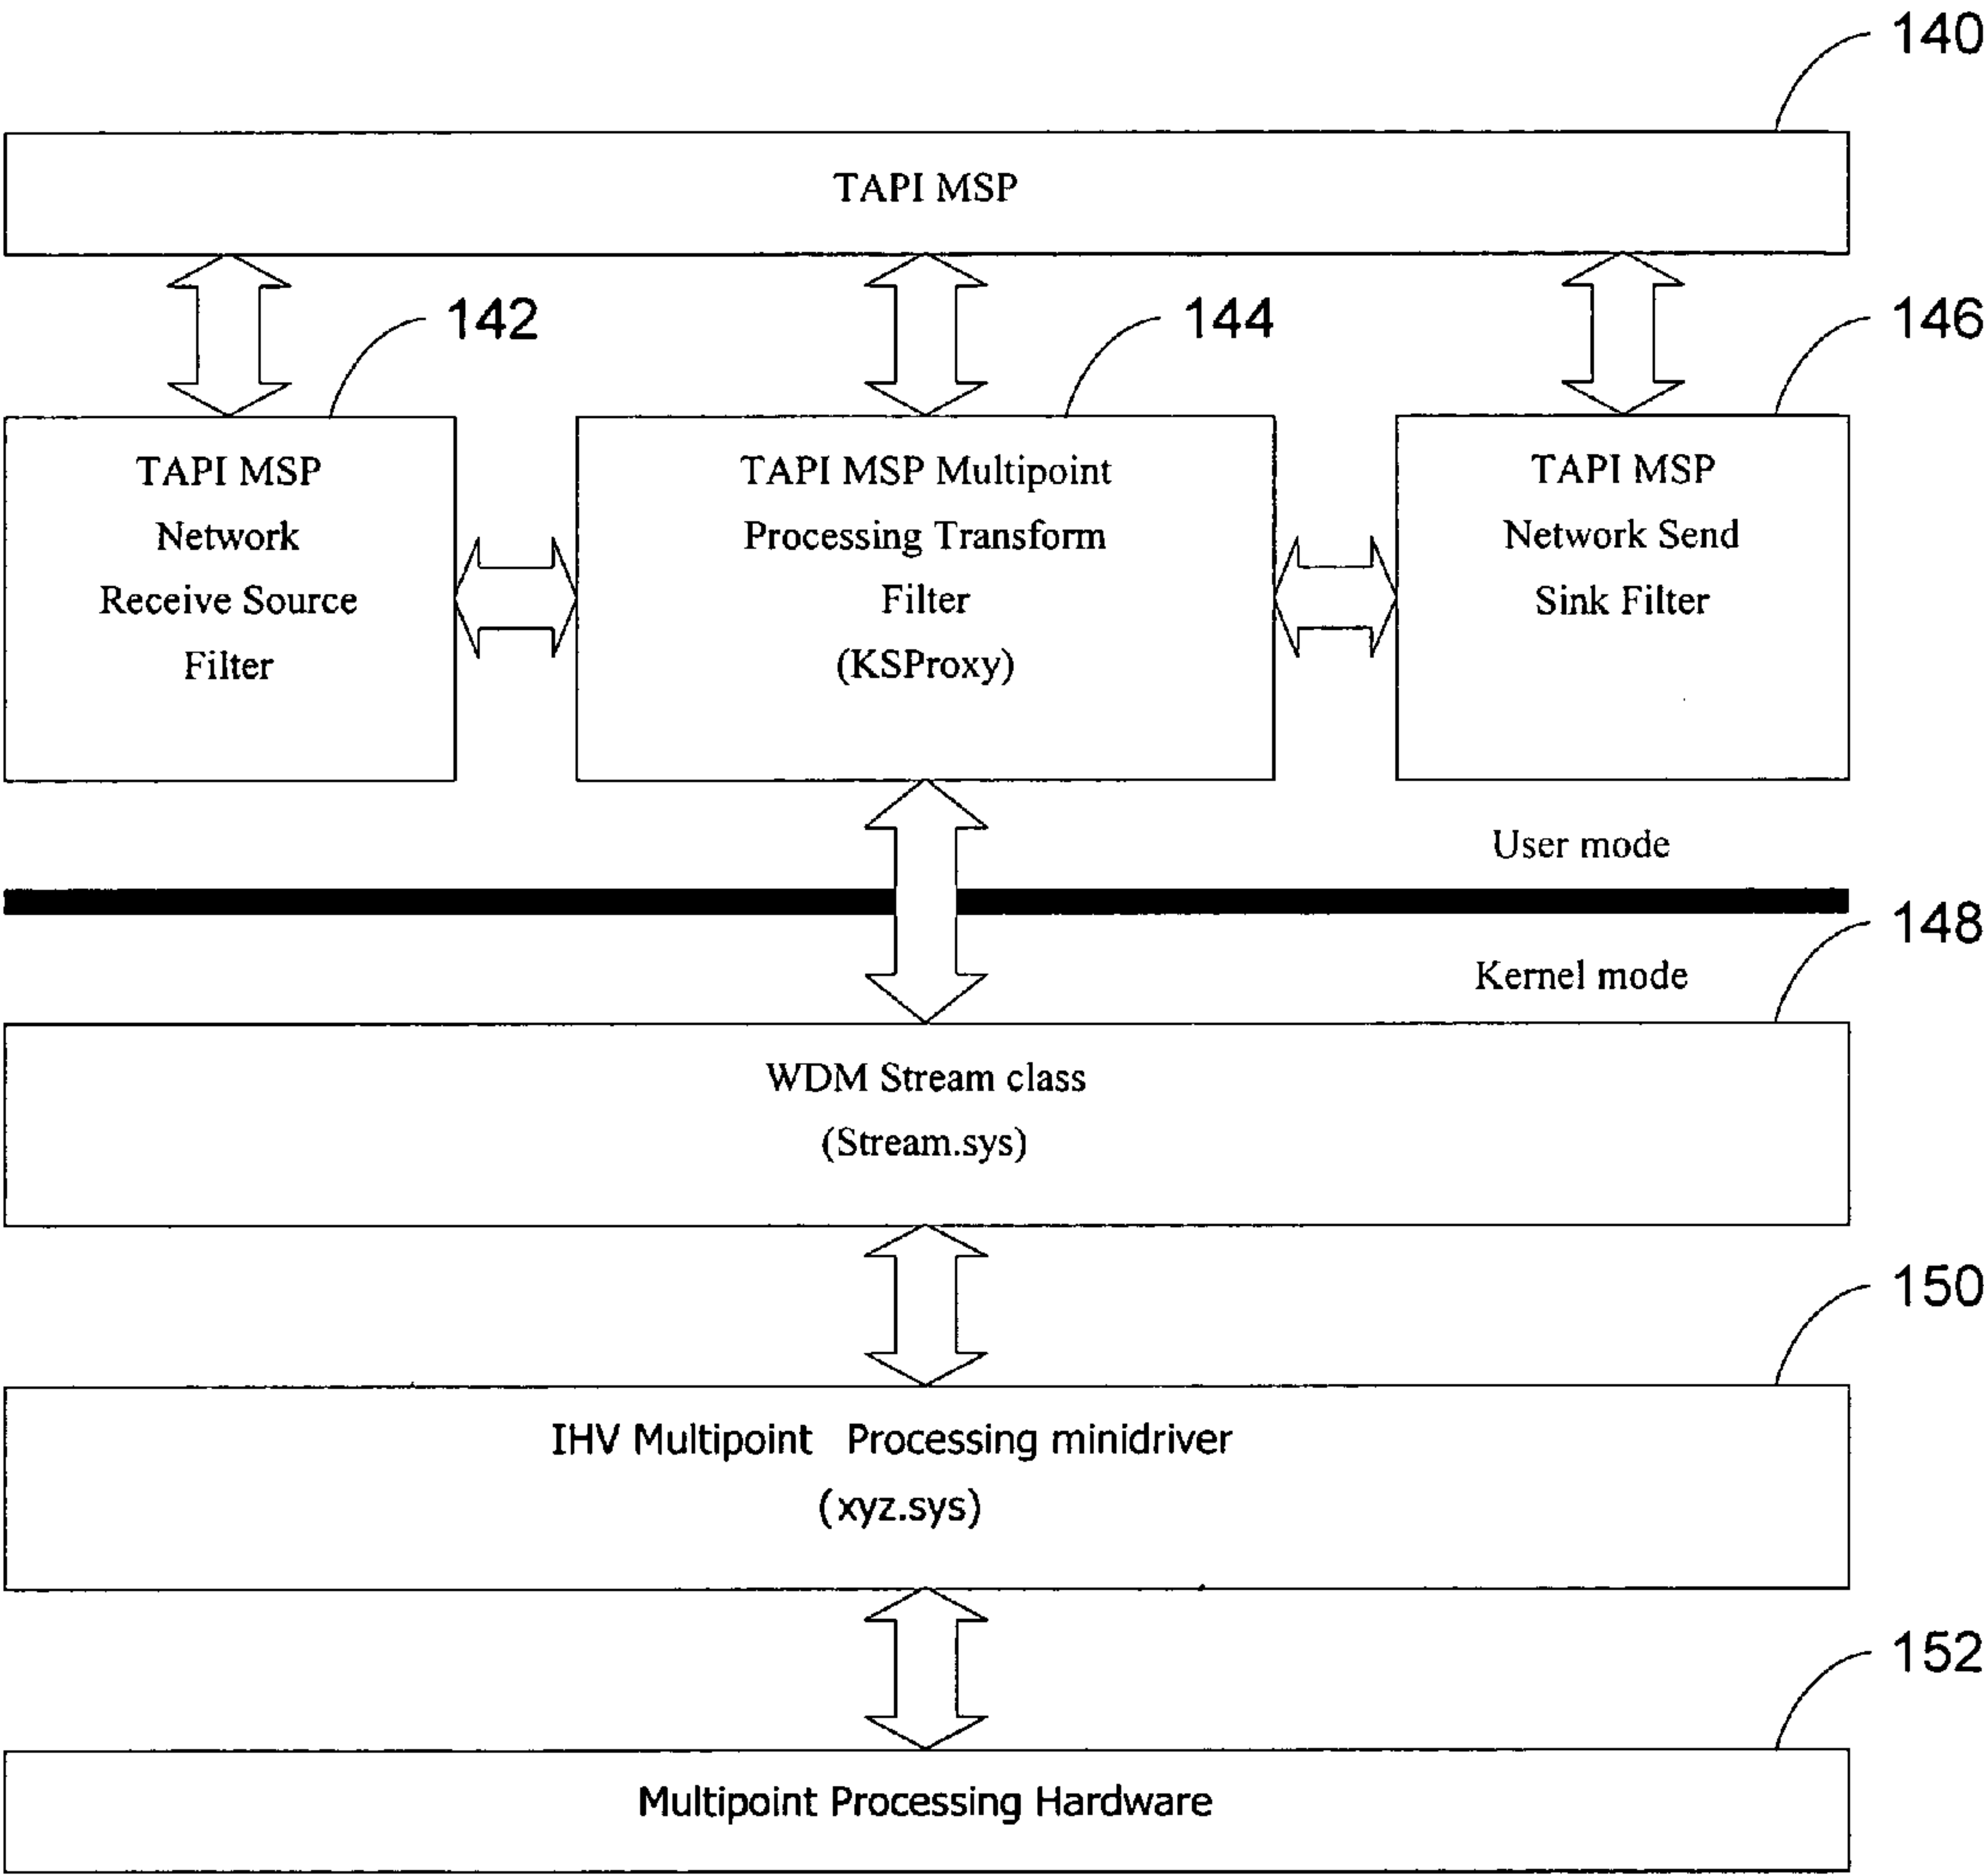 140
TAPI MSP
142
144
146
TAPI MSP
Network
Receive Source
Filter
TAPI MSP Multipoint
Processing Transform
Filter
(KSProxy)
TAPI MSP
Network Send
Sink Filter
User mode
148
Kernel mode
WDM Stream class
(Stream.sys)
150
IHV Multipoint Processing minidriver
(xyz.sys)
152
Multipoint Processing Hardware